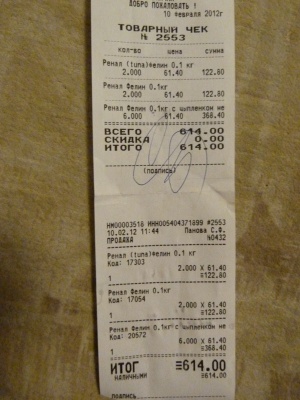 ДОБРО ПОЖАЛОВАТЬ !
10 февраля 2012г
ТОВАРНЫЙ ЧЕК
№ 2553
кол-во цена сумма
Ренал (tuna)Фелин 0.1 кг
2.000 61.40 122.80
Ренал Фелин 0.1кг
2.000 61.40 122.80
Ренал Фелин 0.1кг с цыпленком не
6.000 61.40 368.40
ВСЕГО 614.00
СКИДКА 0.00
ИТОГО 614.00
(подпись)
НМ00003518 ИНН005404371899 #2553
10.02.12 11:44 Панова С.Ф.
ПРОДАЖА №0432
Ренал (tuna)Фелин 0.1кг
Код: 17303
2.000 X 61.40
1 =122.80
Ренал Фелин 0.1кг
Код: 17054
2.000 X 61.40
1 =122.80
Ренал Фелин 0.1кг с цыпленком не
Код: 20572
6.000 X 61.40
1 =368.40
ИТОГ =614.00
НАЛИЧНЫМИ =614.00
ПОДПИСЬ